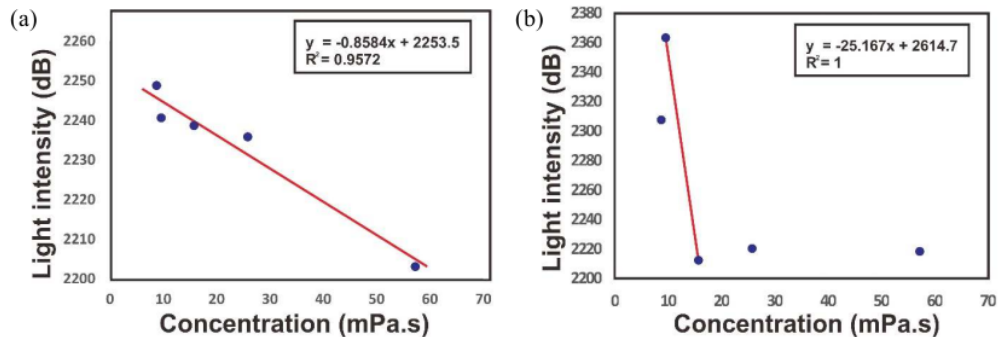 (a)
y = -0.8584x + 2253.5
R² = 0.9572
Light intensity (dB)
2260
2250
2240
2230
2220
2210
2200
0 10 20 30 40 50 60 70
Concentration (mPa.s)
(b)
y = -25.167x + 2614.7
R² = 1
Light intensity (dB)
2380
2360
2340
2320
2300
2280
2260
2240
2220
2200
0 10 20 30 40 50 60 70
Concentration (mPa.s)